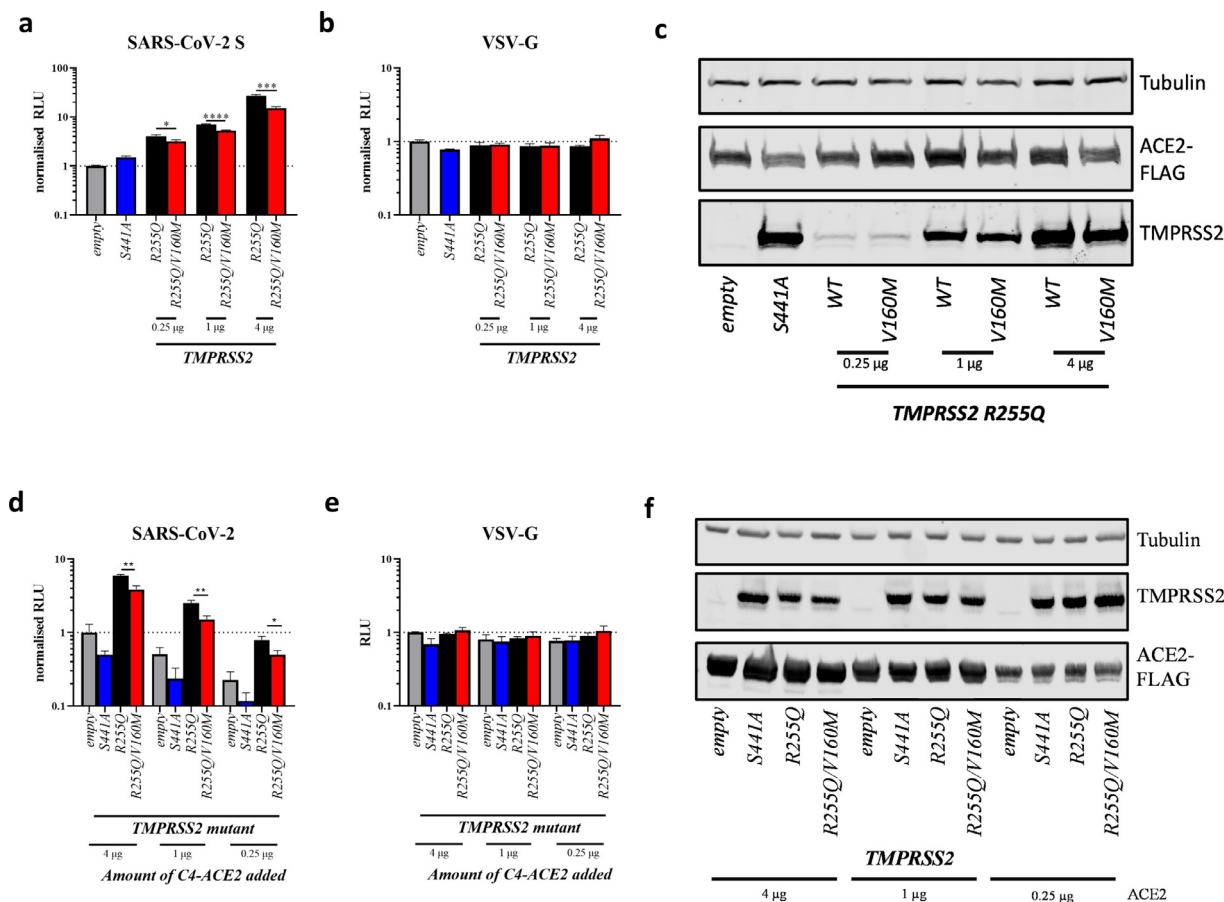 a
SARS-CoV-2 S
normalised RLU
100
10
1
0.1
*
****
***
empty
S441A
R255Q
R255Q/V160M
R255Q
R255Q/V160M
R255Q
R255Q/V160M
0.25 µg
1 µg
4 µg
TMPRSS2
b
VSV-G
normalised RLU
10
1
0.1
empty
S441A
R255Q
R255Q/V160M
R255Q
R255Q/V160M
R255Q
R255Q/V160M
0.25 µg
1 µg
4 µg
TMPRSS2
c
Tubulin
ACE2-
FLAG
TMPRSS2
empty
S441A
WT
V160M
WT
V160M
WT
V160M
0.25 µg
1 µg
4 µg
TMPRSS2 R255Q
d
SARS-CoV-2
normalised RLU
10
1
0.1
**
**
*
empty
S441A
R255Q
R255Q/V160M
empty
S441A
R255Q
R255Q/V160M
empty
S441A
R255Q
R255Q/V160M
TMPRSS2 mutant
4 µg
1 µg
0.25 µg
Amount of C4-ACE2 added
e
VSV-G
RLU
10
1
0.1
empty
S441A
R255Q
R255Q/V160M
empty
S441A
R255Q
R255Q/V160M
empty
S441A
R255Q
R255Q/V160M
TMPRSS2 mutant
4 µg
1 µg
0.25 µg
Amount of C4-ACE2 added
f
Tubulin
TMPRSS2
ACE2-
FLAG
empty
S441A
R255Q
R255Q/V160M
empty
S441A
R255Q
R255Q/V160M
empty
S441A
R255Q
R255Q/V160M
TMPRSS2
4 µg
1 µg
0.25 µg
ACE2